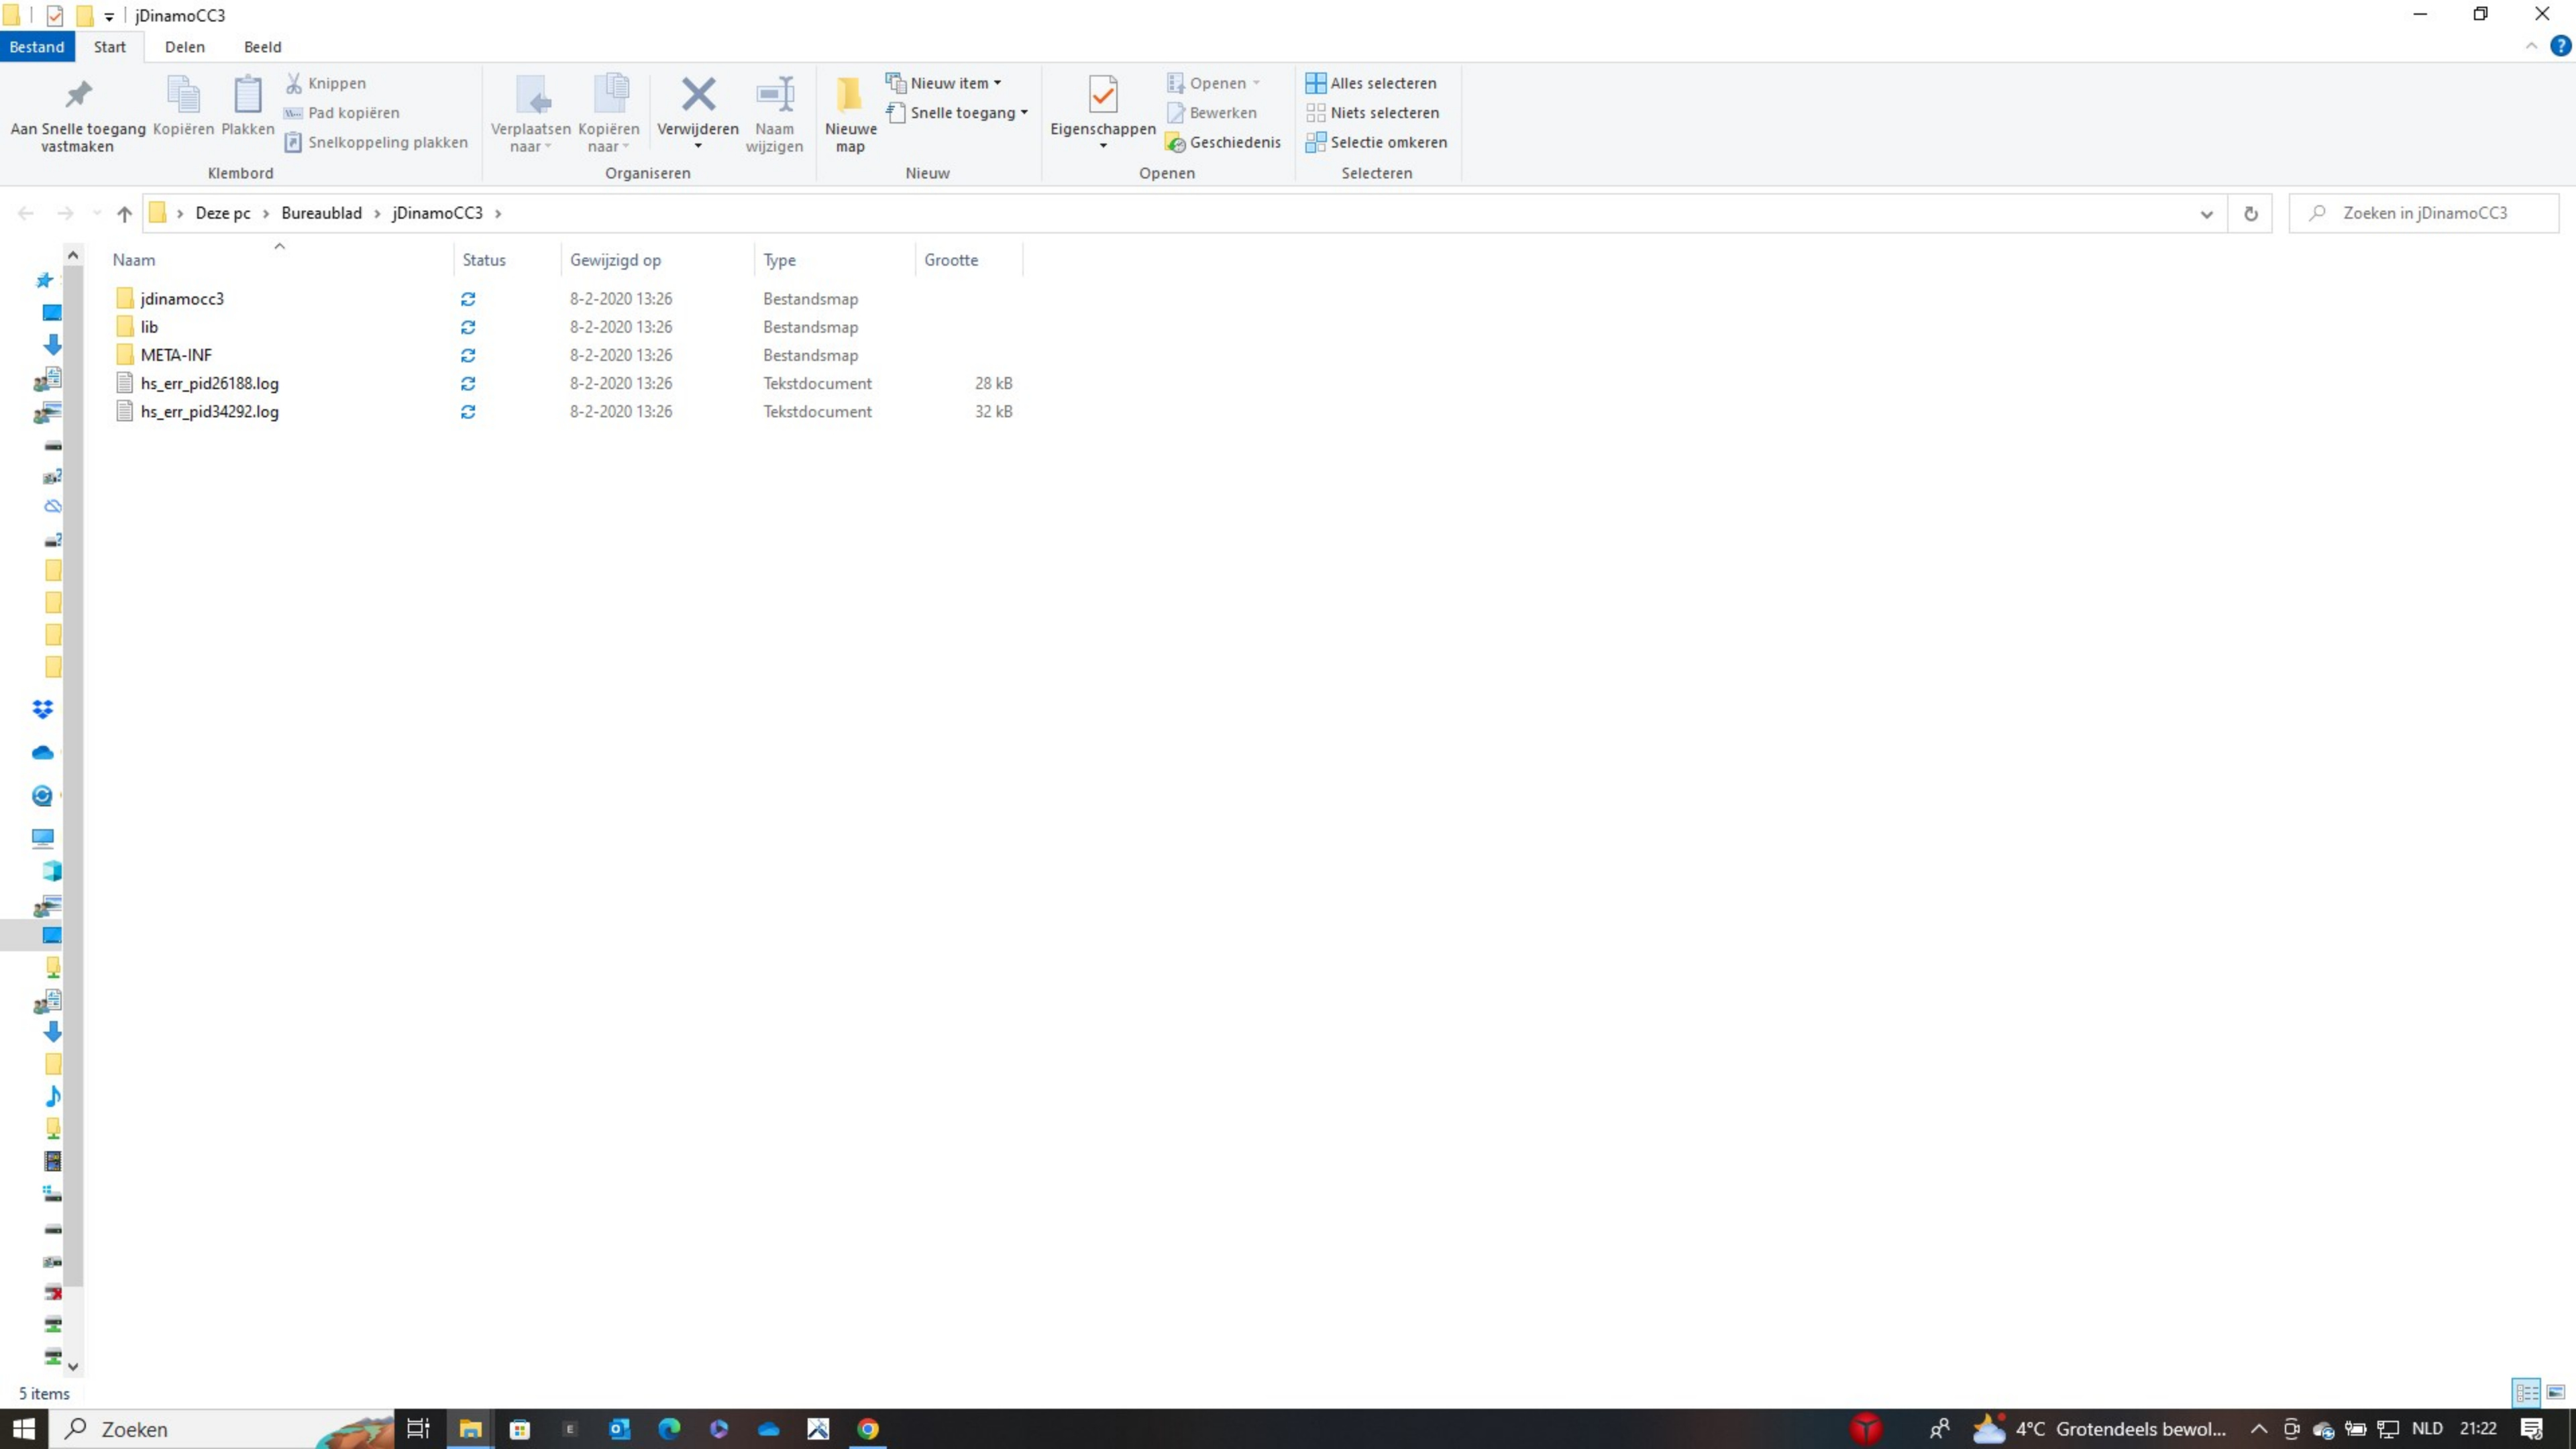 jDinamoCC3
Bestand Start Delen Beeld
Aan Snelle toegang vastmaken
Kopiëren
Plakken
Knippen
Pad kopiëren
Snelkoppeling plakken
Klembord
Verplaatsen naar
Kopiëren naar
Verwijderen
Naam wijzigen
Organiseren
Nieuwe map
Nieuw item
Snelle toegang
Nieuw
Eigenschappen
Openen
Bewerken
Geschiedenis
Openen
Alles selecteren
Niets selecteren
Selectie omkeren
Selecteren
Deze pc › Bureaublad › jDinamoCC3 ›
Zoeken in jDinamoCC3
Naam Status Gewijzigd op Type Grootte
jdinamocc3 8-2-2020 13:26 Bestandsmap
lib 8-2-2020 13:26 Bestandsmap
META-INF 8-2-2020 13:26 Bestandsmap
hs_err_pid26188.log 8-2-2020 13:26 Tekstdocument 28 kB
hs_err_pid34292.log 8-2-2020 13:26 Tekstdocument 32 kB
5 items
Zoeken
4°C Grotendeels bewol... NLD 21:22